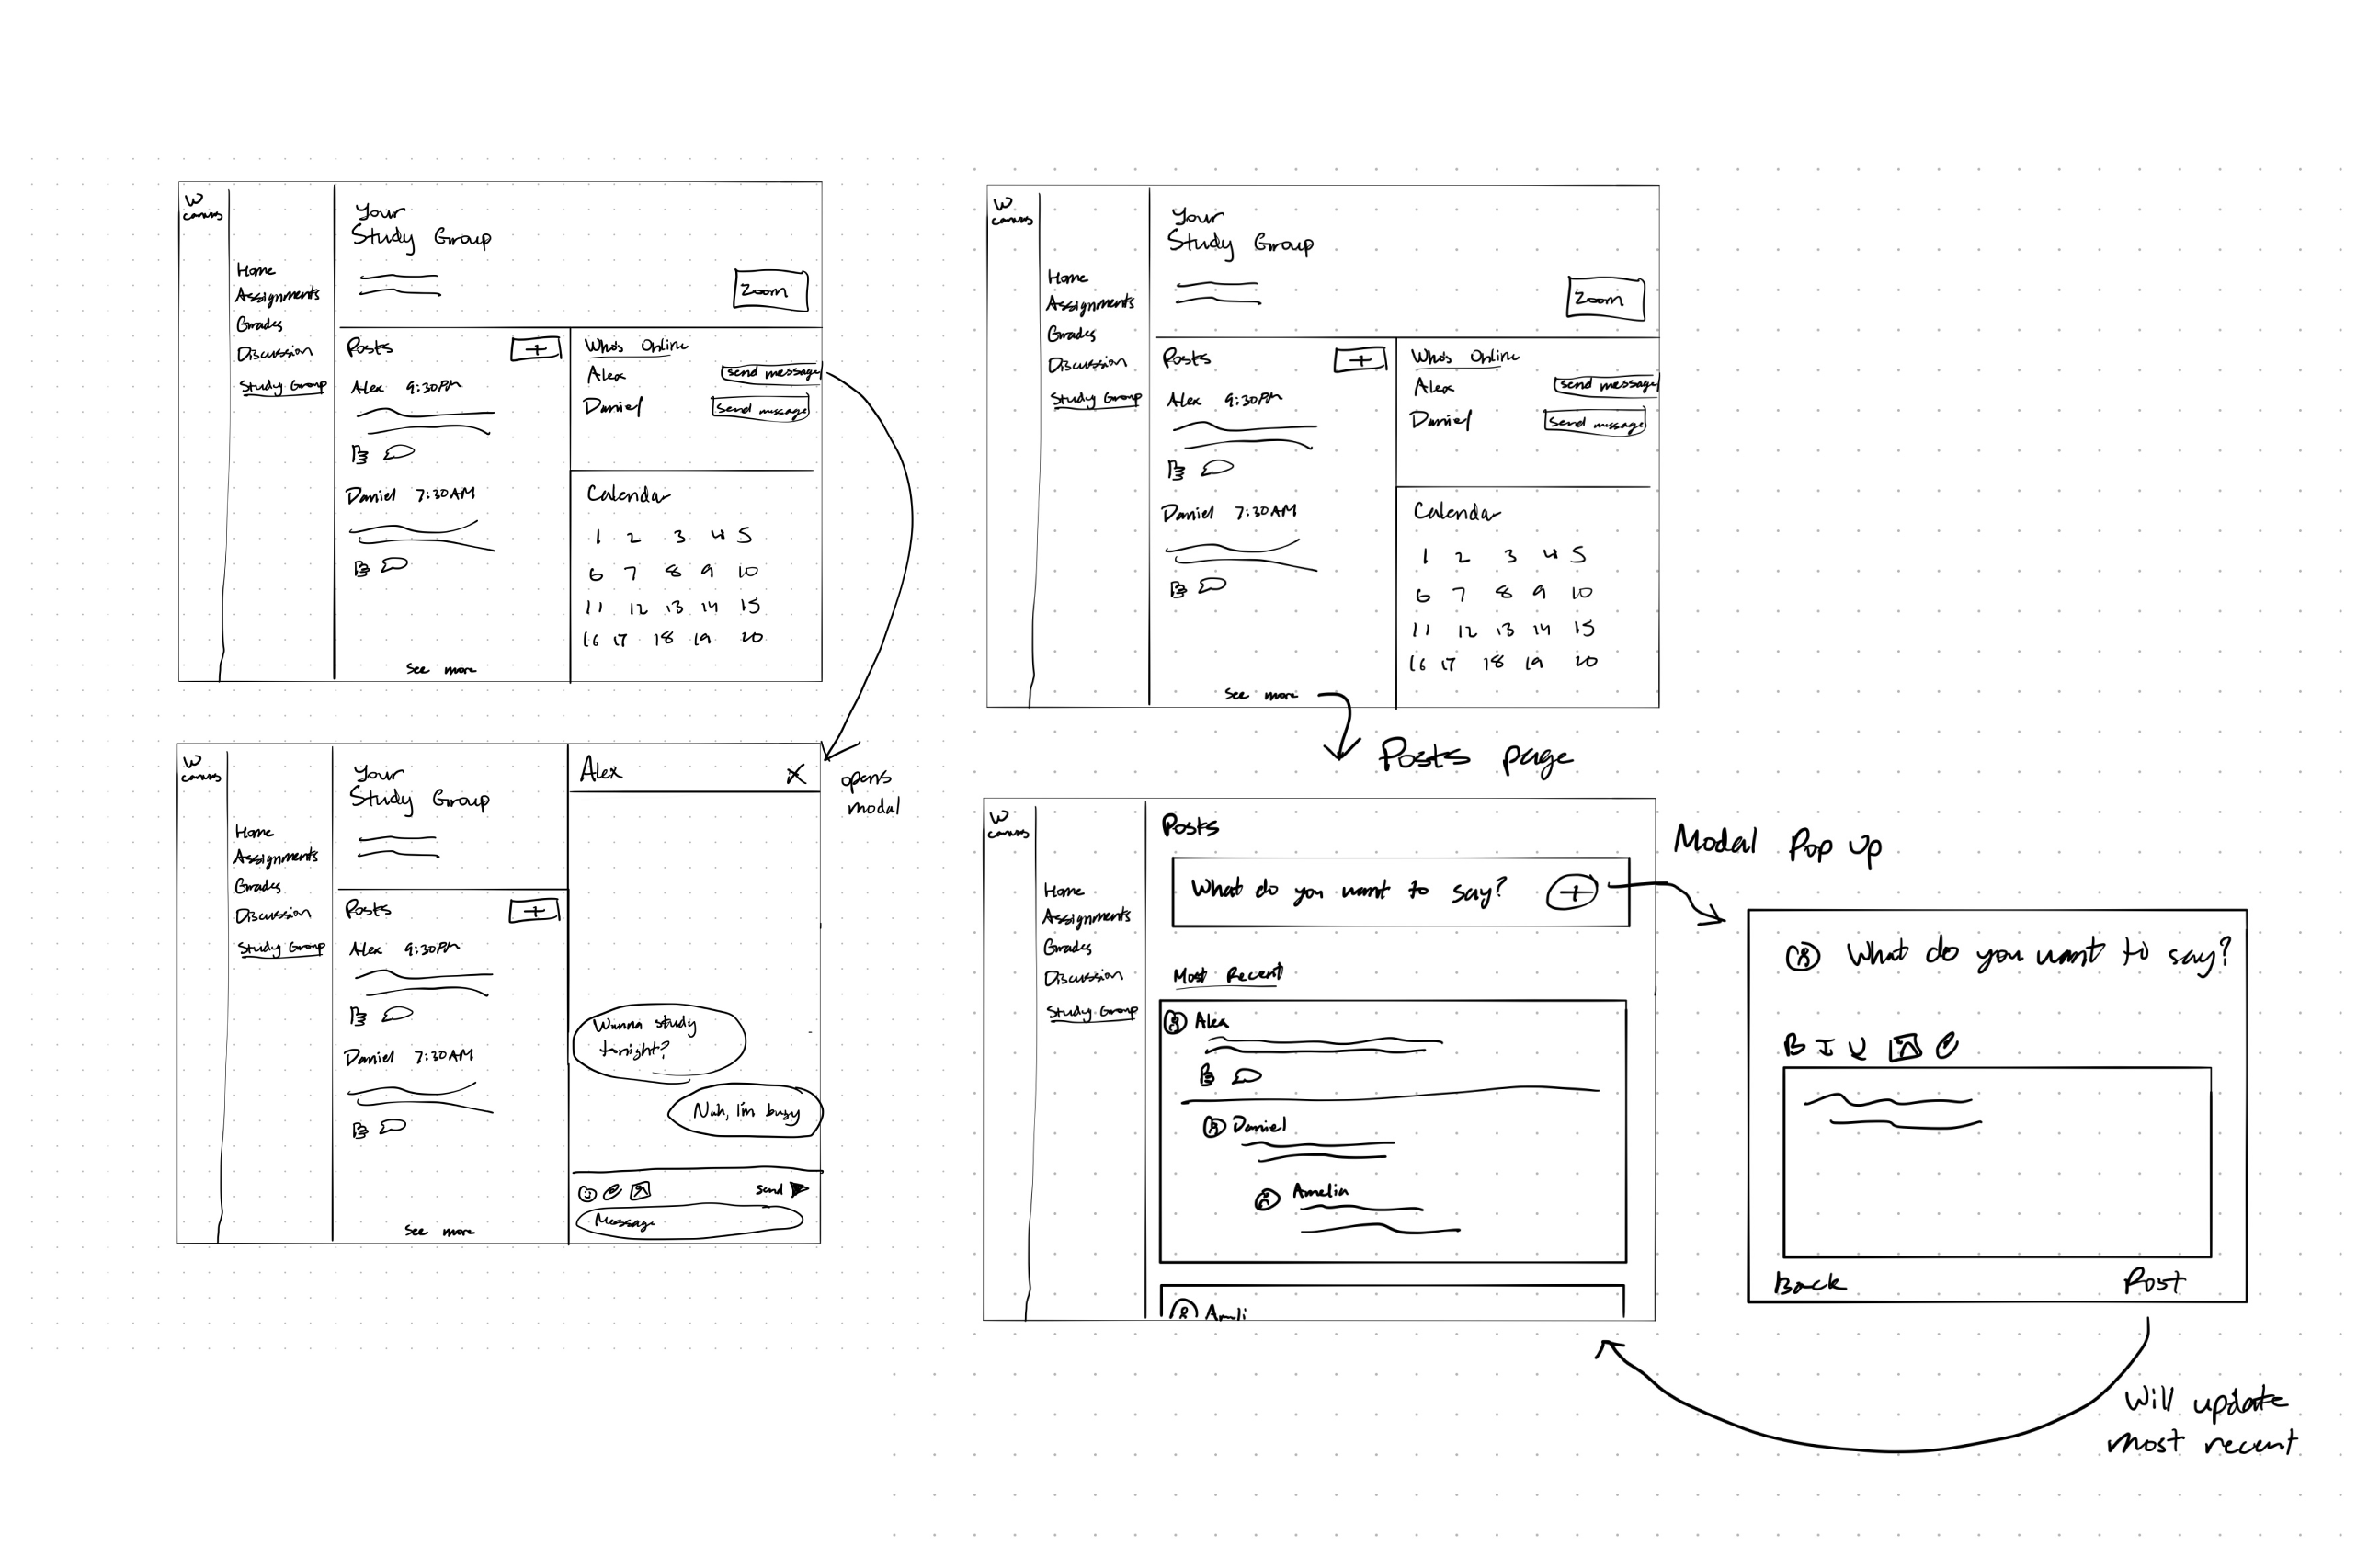 W
canvas
Your
Study Group
Home
Assignments
Grades
Discussion
Study Group
Zoom
Posts +
Alex 9:30PM
Daniel 7:30AM
See more
Who's Online
Alex send message
Daniel send message
Calendar
1 2 3 4 5
6 7 8 9 10
11 12 13 14 15
16 17 18 19 20
opens
modal
W
canvas
Your
Study Group
Home
Assignments
Grades
Discussion
Study Group
Posts +
Alex 9:30PM
Daniel 7:30AM
See more
Alex X
Wanna study
tonight?
Nah, I'm busy
Send
Message
W
canvas
Your
Study Group
Home
Assignments
Grades
Discussion
Study Group
Zoom
Posts +
Alex 9:30PM
Daniel 7:30AM
See more
Who's Online
Alex send message
Daniel send message
Calendar
1 2 3 4 5
6 7 8 9 10
11 12 13 14 15
16 17 18 19 20
Posts page
W
canvas
Home
Assignments
Grades
Discussion
Study Group
Posts
What do you want to say? +
Most Recent
Alex
Daniel
Amelia
Ameli
Modal Pop up
What do you want to say?
B I U
Back Post
Will update
most recent